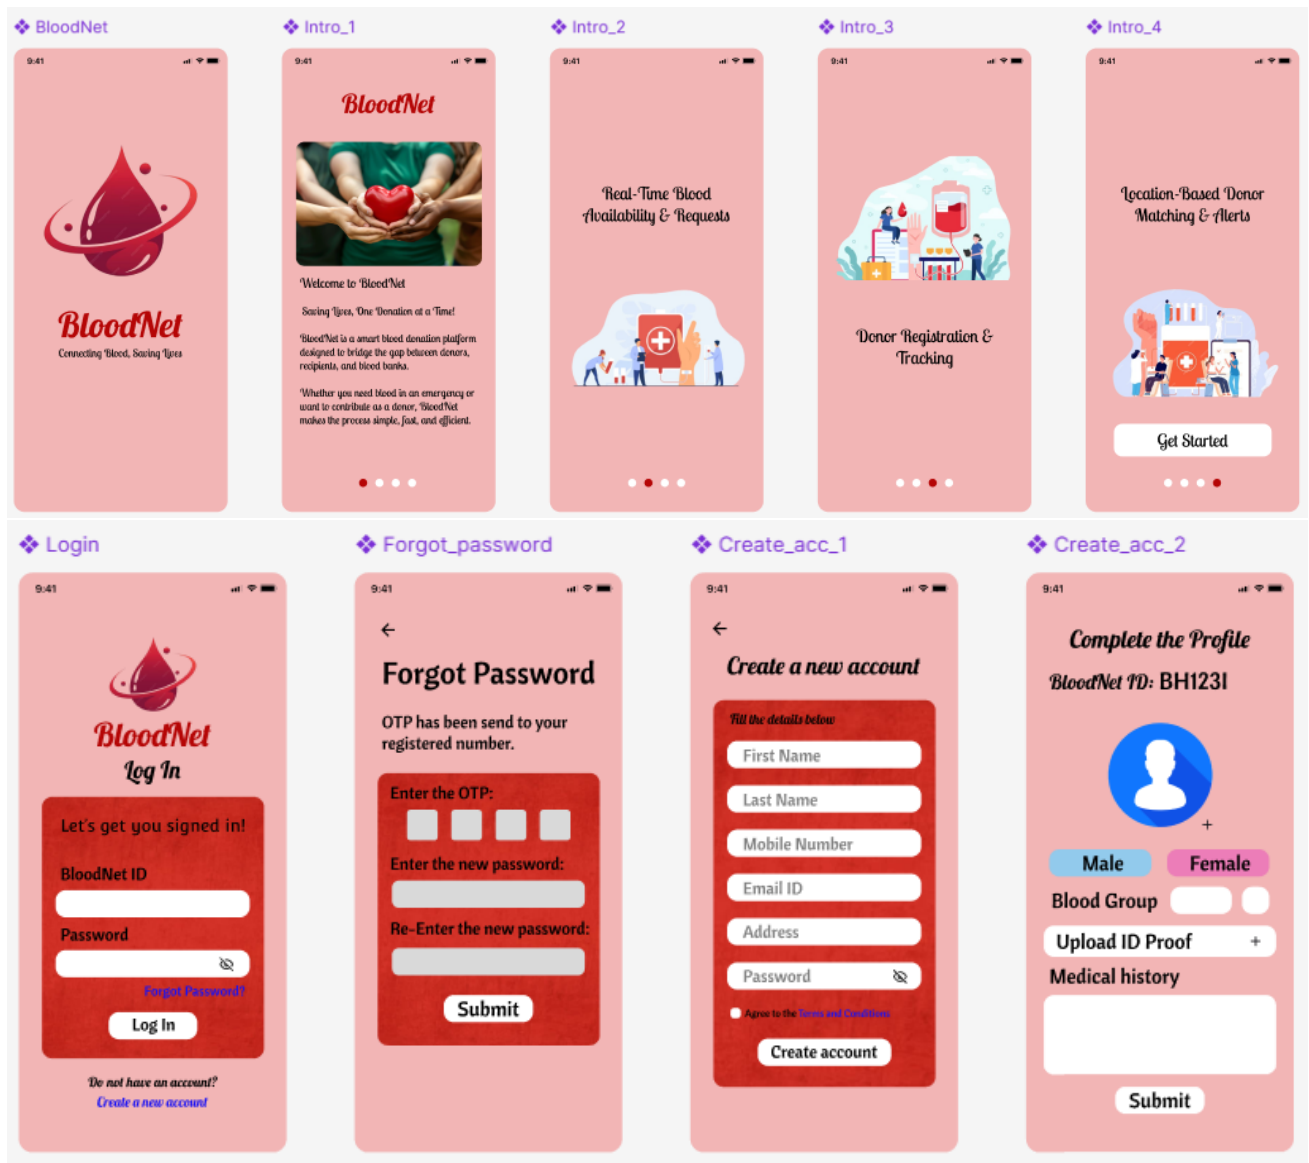 BloodNet
9:41
BloodNet
Connecting Blood, Saving Lives
Intro_1
9:41
BloodNet
Welcome to BloodNet
Saving Lives, One Donation at a Time!
BloodNet is a smart blood donation platform
designed to bridge the gap between donors,
recipients, and blood banks.
Whether you need blood in an emergency or
want to contribute as a donor, BloodNet
makes the process simple, fast, and efficient.
Intro_2
9:41
Real-Time Blood
Availability & Requests
Intro_3
9:41
Donor Registration &
Tracking
Intro_4
9:41
Location-Based Donor
Matching & Alerts
Get Started
Login
9:41
BloodNet
Log In
Let's get you signed in!
BloodNet ID
Password
Forgot Password?
Log In
Do not have an account?
Create a new account
Forgot_password
9:41
Forgot Password
OTP has been send to your
registered number.
Enter the OTP:
Enter the new password:
Re-Enter the new password:
Submit
Create_acc_1
9:41
Create a new account
Fill the details below
First Name
Last Name
Mobile Number
Email ID
Address
Password
Agree to the Terms and Conditions
Create account
Create_acc_2
9:41
Complete the Profile
BloodNet ID: BH123I
Male Female
Blood Group
Upload ID Proof +
Medical history
Submit